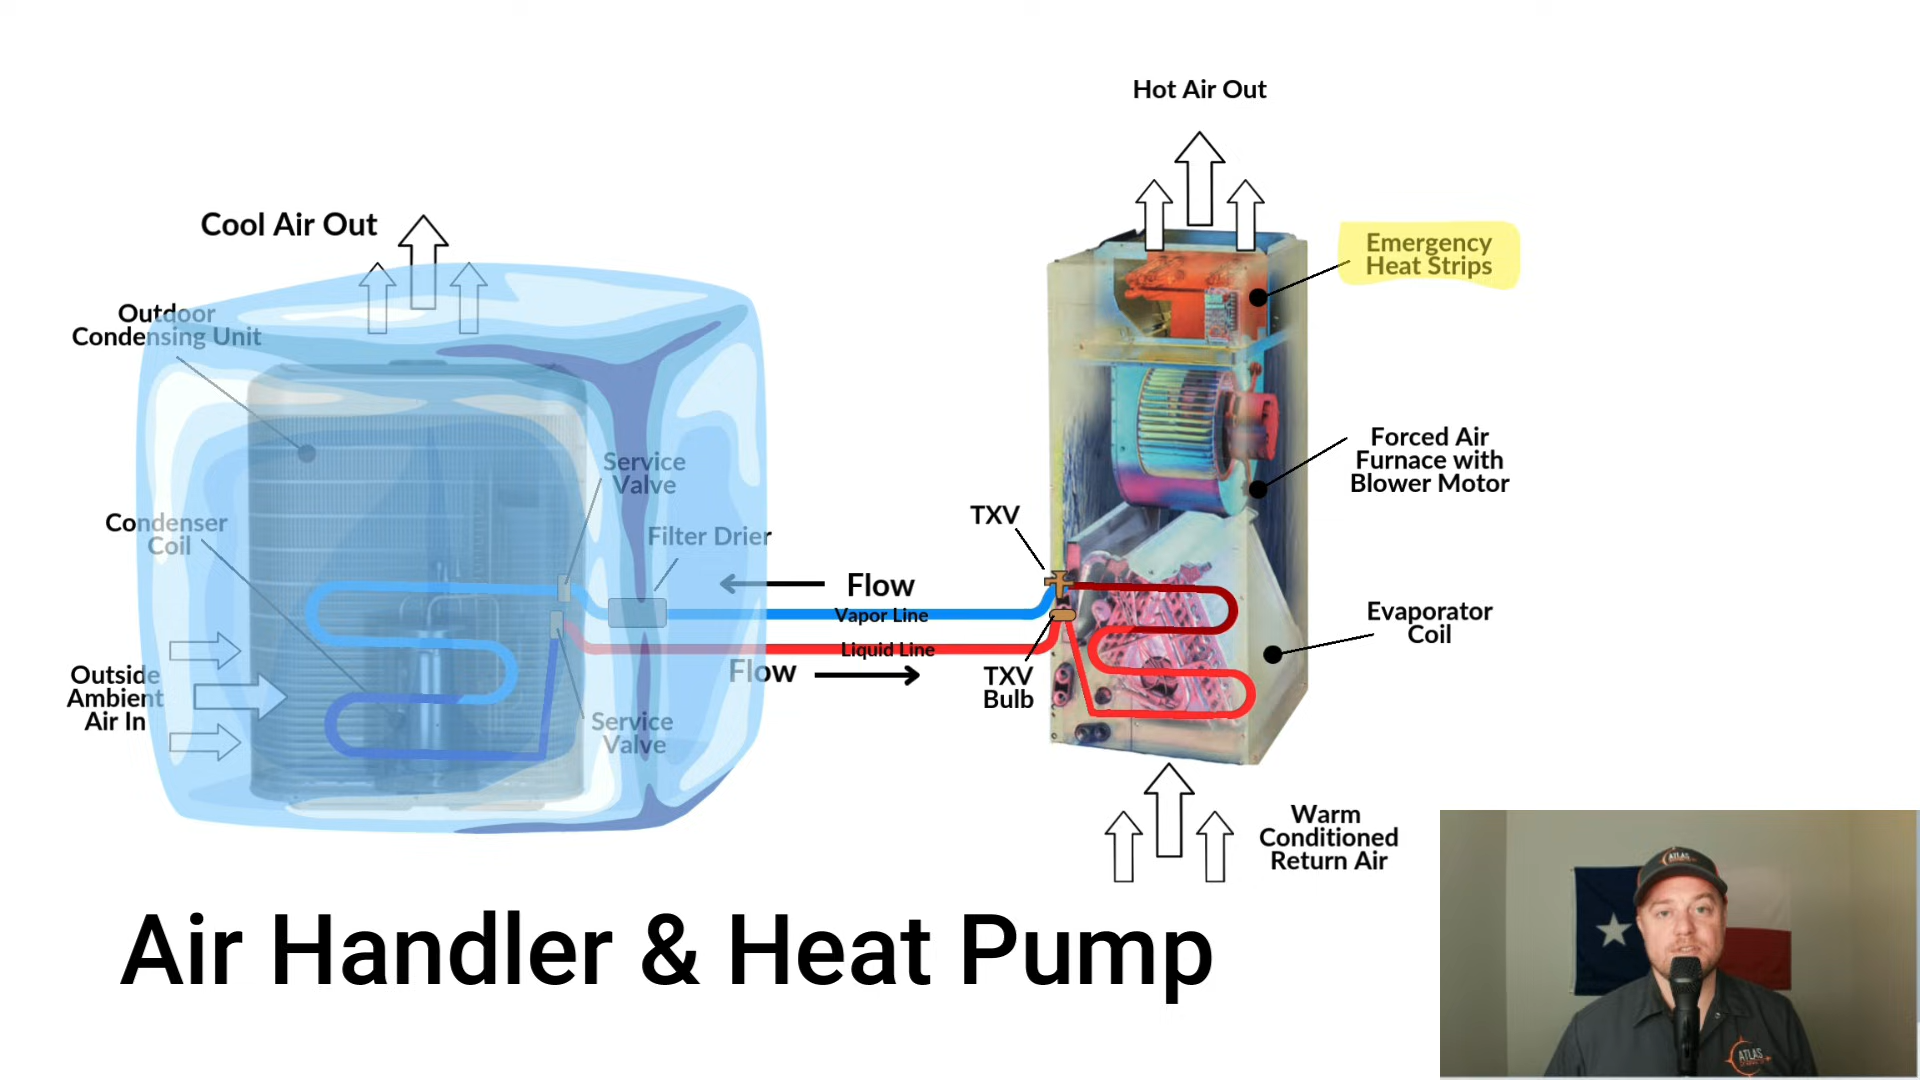 Hot Air Out
Cool Air Out
Emergency
Heat Strips
Outdoor
Condensing Unit
Service
Valve
Forced Air
Furnace with
Blower Motor
Condenser
Coil
Filter Drier
TXV
Flow
Vapor Line
Evaporator
Coil
Liquid Line
Flow
Outside
Ambient
Air In
TXV
Bulb
Service
Valve
Warm
Conditioned
Return Air
Air Handler & Heat Pump
ATLAS
ATLAS